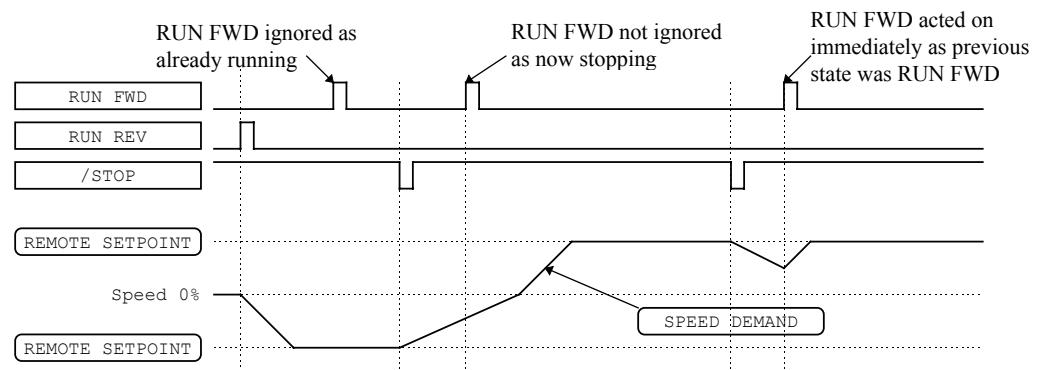 RUN FWD ignored as
already running
RUN FWD not ignored
as now stopping
RUN FWD acted on
immediately as previous
state was RUN FWD
RUN FWD
RUN REV
/STOP
REMOTE SETPOINT
Speed 0%
SPEED DEMAND
REMOTE SETPOINT